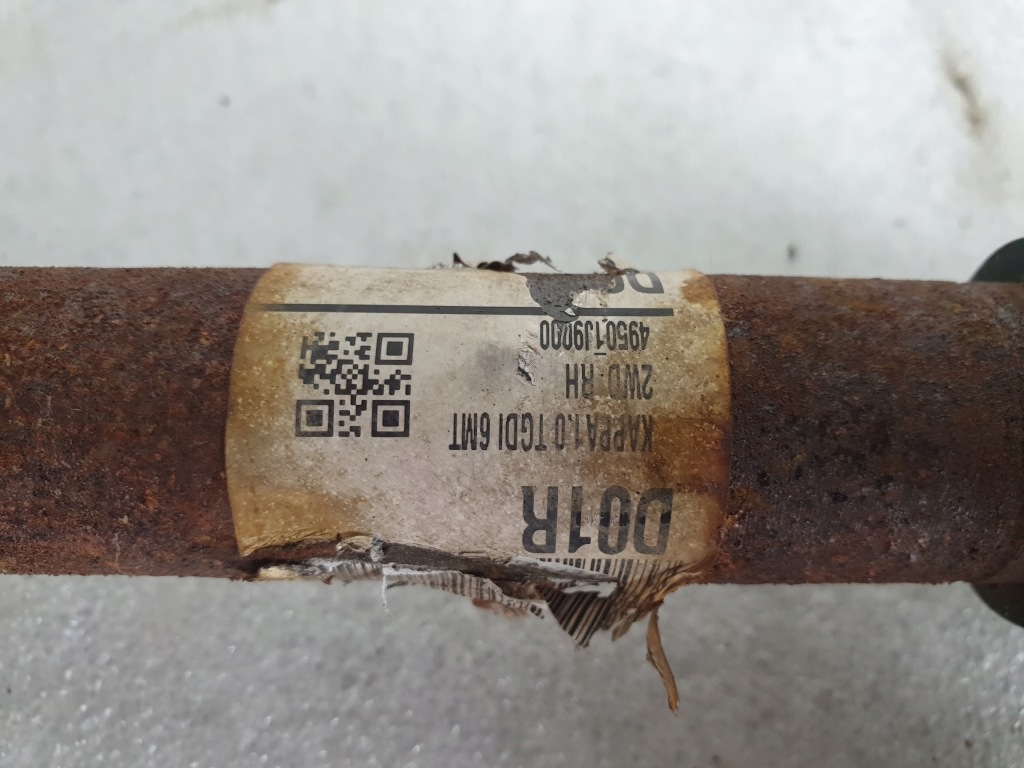 D01R
KAPPA1.0 TGDI 6MT
2WD RH
49501J9000